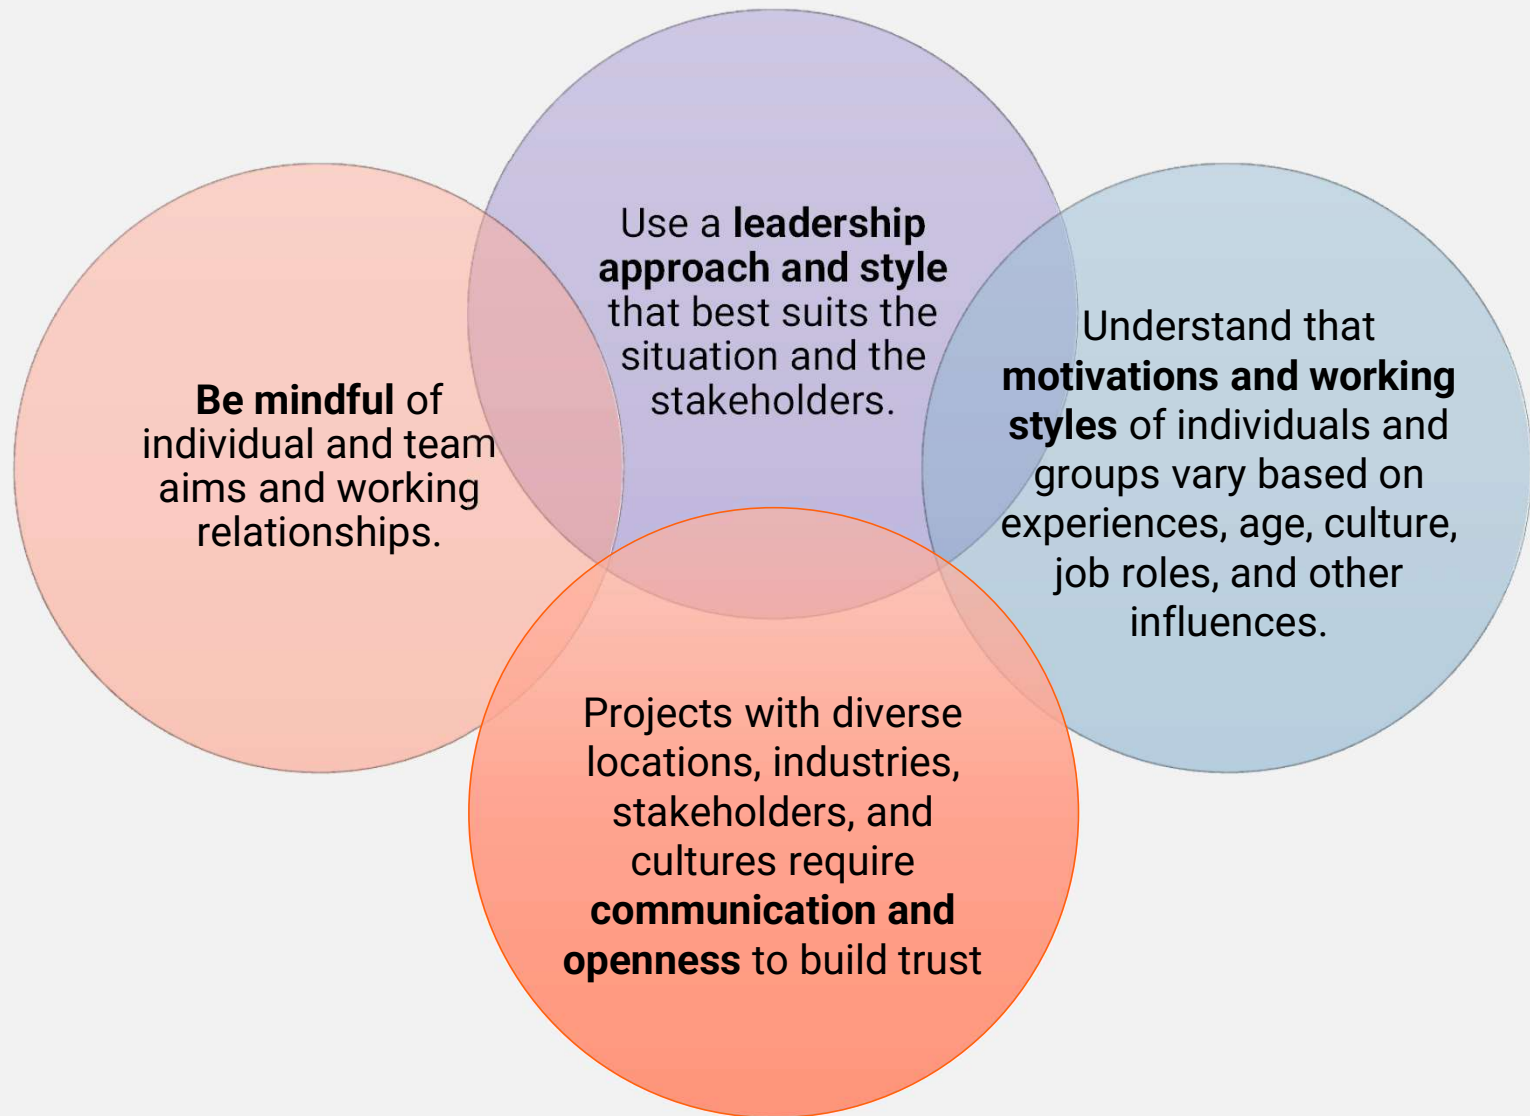 Use a leadership
approach and style
that best suits the
situation and the
stakeholders.
Be mindful of
individual and team
aims and working
relationships.
Understand that
motivations and working
styles of individuals and
groups vary based on
experiences, age, culture,
job roles, and other
influences.
Projects with diverse
locations, industries,
stakeholders, and
cultures require
communication and
openness to build trust